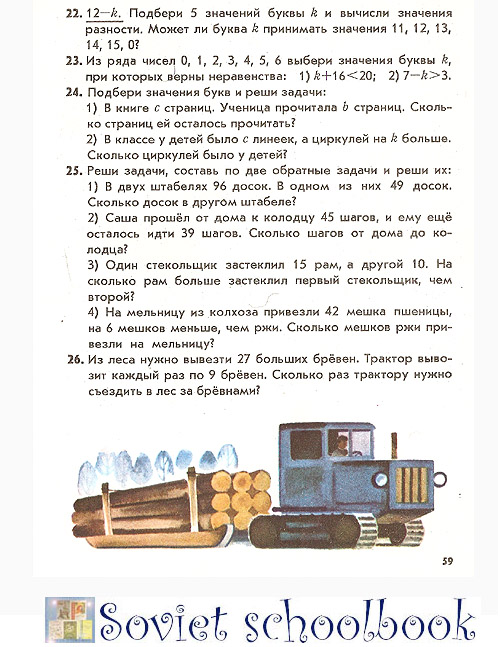 22. 12—k. Подбери 5 значений буквы k и вычисли значения
разности. Может ли буква k принимать значения 11, 12, 13,
14, 15, 0?
23. Из ряда чисел 0, 1, 2, 3, 4, 5, 6 выбери значения буквы k,
при которых верны неравенства: 1) k+16<20; 2) 7—k>3.
24. Подбери значения букв и реши задачи:
1) В книге c страниц. Ученица прочитала b страниц. Сколь-
ко страниц ей осталось прочитать?
2) В классе у детей было c линеек, а циркулей на k больше.
Сколько циркулей было у детей?
25. Реши задачи, составь по две обратные задачи и реши их:
1) В двух штабелях 96 досок. В одном из них 49 досок.
Сколько досок в другом штабеле?
2) Саша прошёл от дома к колодцу 45 шагов, и ему ещё
осталось идти 39 шагов. Сколько шагов от дома до ко-
лодца?
3) Один стекольщик застеклил 15 рам, а другой 10. На
сколько рам больше застеклил первый стекольщик, чем
второй?
4) На мельницу из колхоза привезли 42 мешка пшеницы,
на 6 мешков меньше, чем ржи. Сколько мешков ржи при-
везли на мельницу?
26. Из леса нужно вывезти 27 больших брёвен. Трактор выво-
зит каждый раз по 9 брёвен. Сколько раз трактору нужно
съездить в лес за брёвнами?
59
Soviet schoolbook